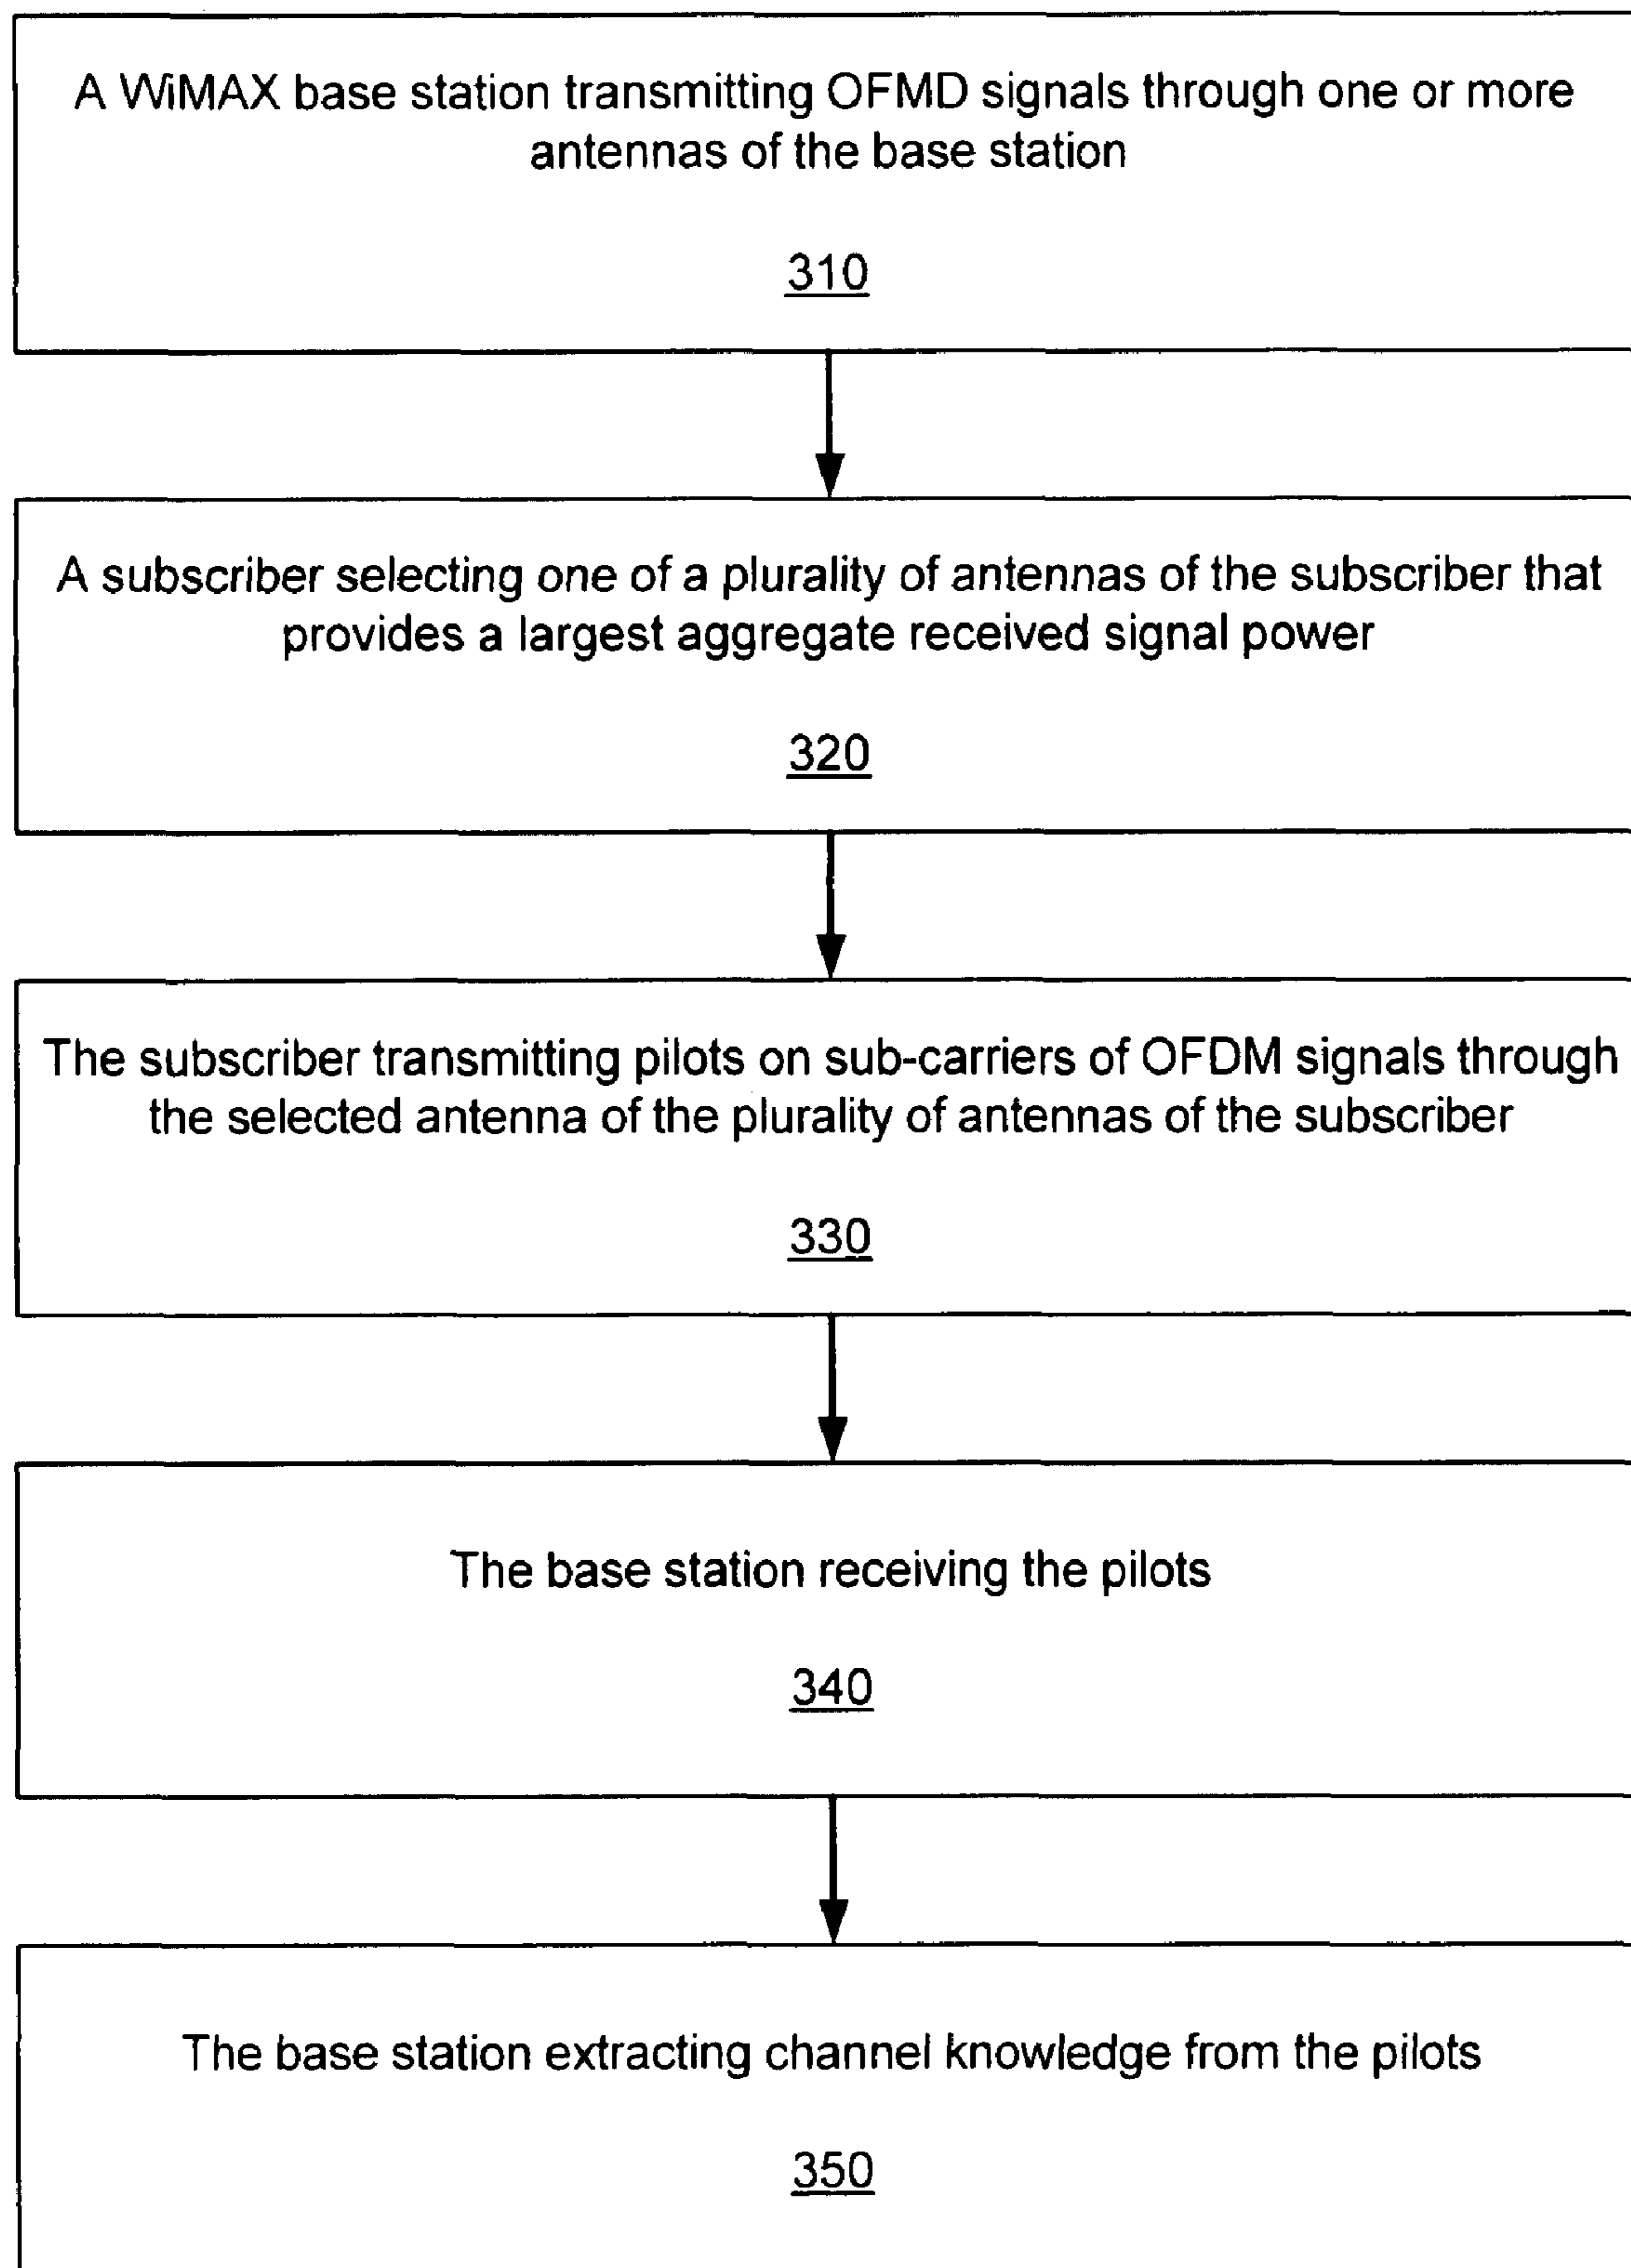 A WiMAX base station transmitting OFMD signals through one or more
antennas of the base station
310
A subscriber selecting one of a plurality of antennas of the subscriber that
provides a largest aggregate received signal power
320
The subscriber transmitting pilots on sub-carriers of OFDM signals through
the selected antenna of the plurality of antennas of the subscriber
330
The base station receiving the pilots
340
The base station extracting channel knowledge from the pilots
350